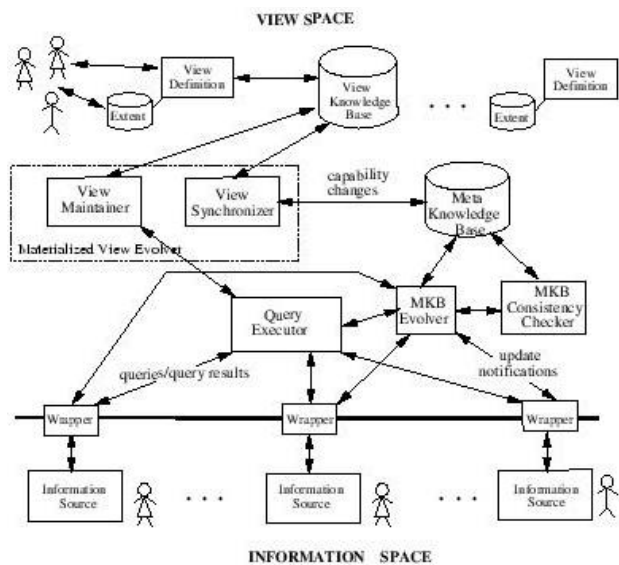 VIEW SPACE
View
Definition
Extent
View
Knowledge
Base
. . .
Extent
View
Definition
View
Maintainer
View
Synchronizer
Materialized View Evolver
capability
changes
Meta
Knowledge
Base
Query
Executor
MKB
Evolver
MKB
Consistency
Checker
queries/query results
update
notifications
Wrapper
Wrapper
Wrapper
Information
Source
. . .
Information
Source
. . .
Information
Source
INFORMATION SPACE